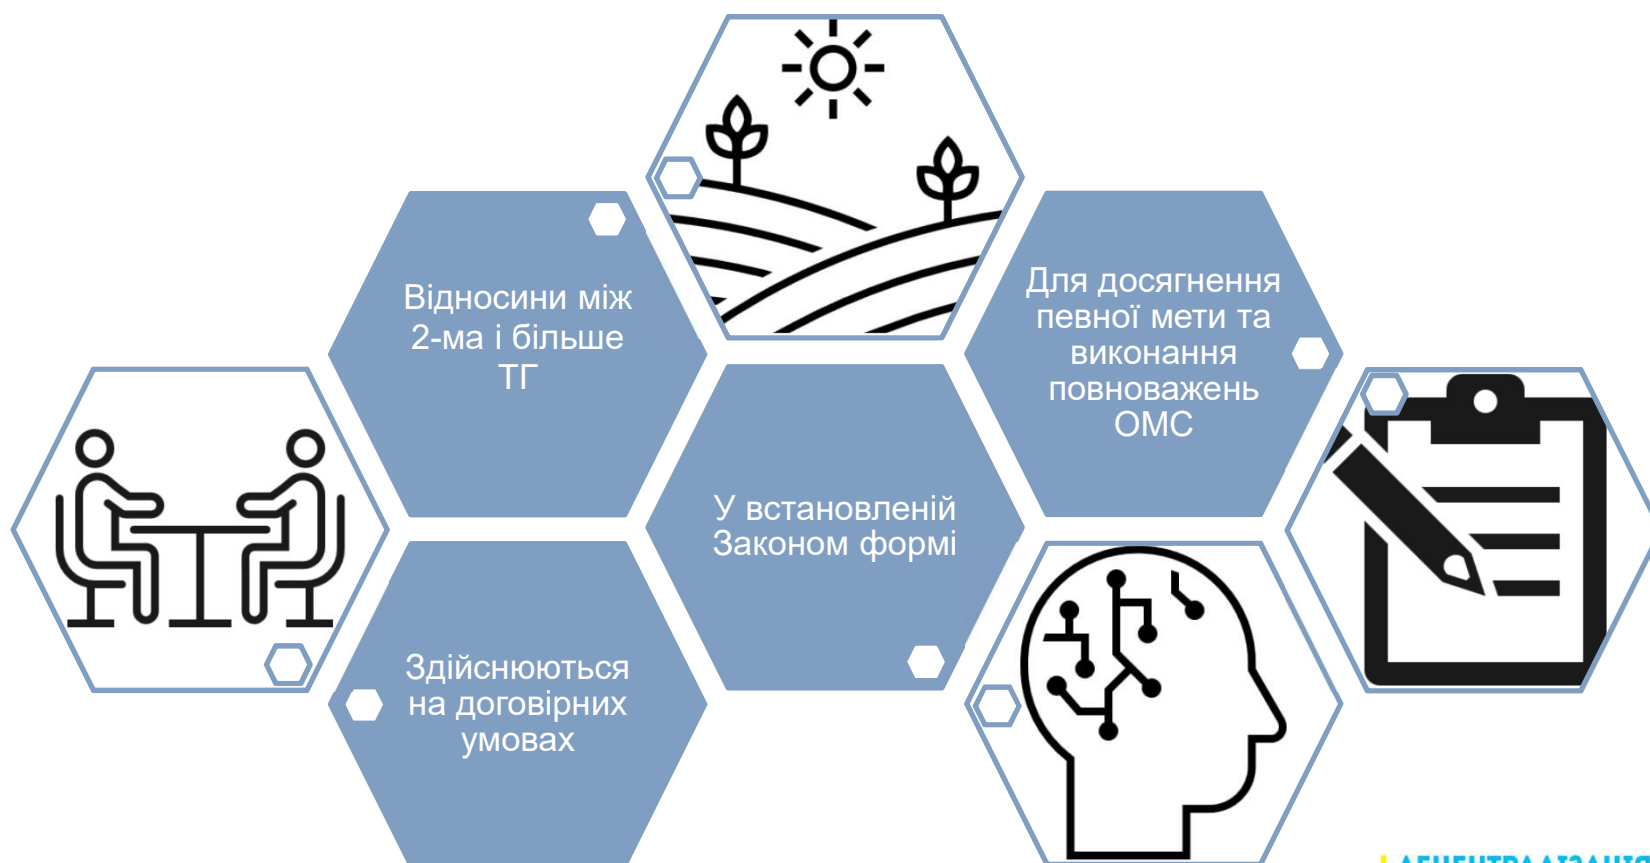 Відносини між
2-ма і більше
ТГ
Для досягнення
певної мети та
виконання
повноважень
ОМС
У встановленій
Законом формі
Здійснюються
на договірних
умовах